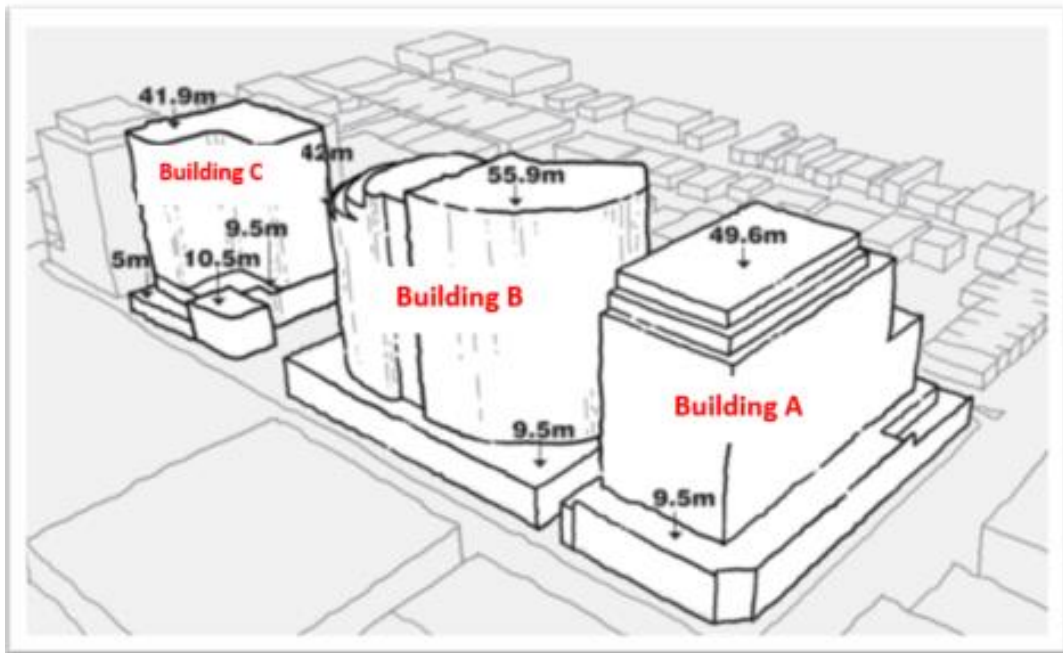 41.9m
Building C
42m
55.9m
9.5m
49.6m
5m
10.5m
Building B
Building A
9.5m
9.5m